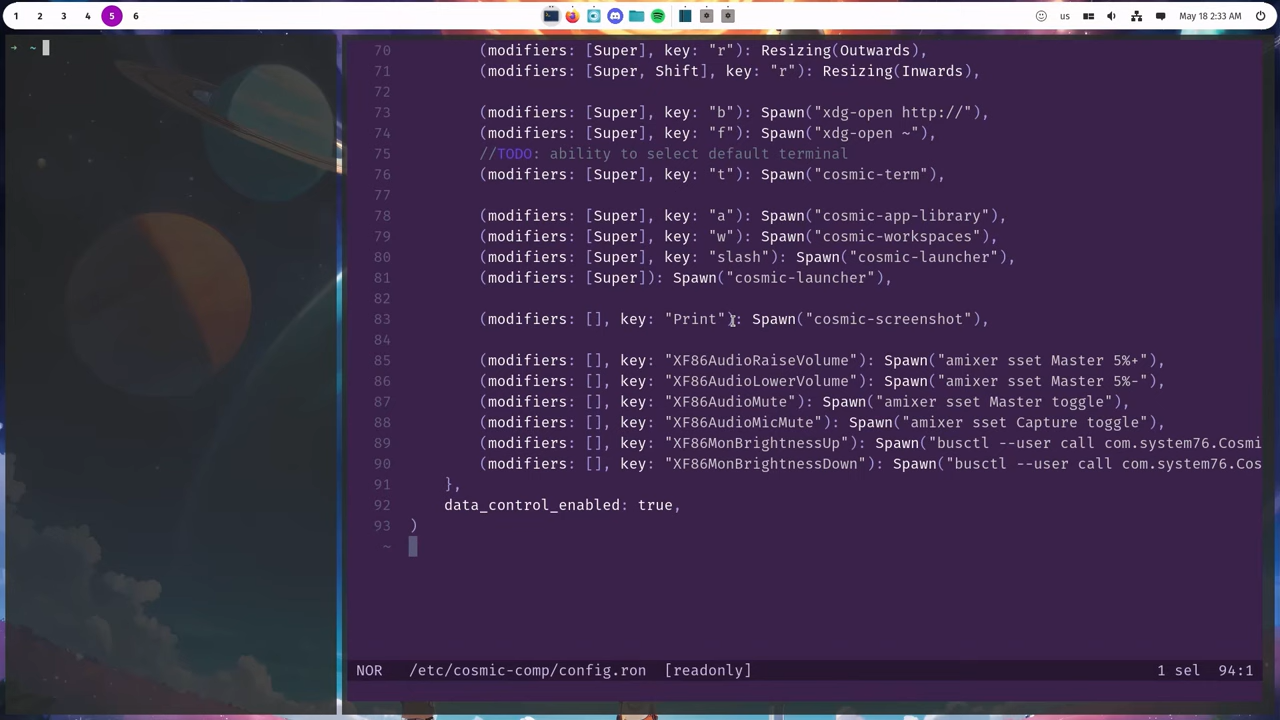 1 2 3 4 5 6 us May 18 2:33 AM
→ ~
70 (modifiers: [Super], key: "r"): Resizing(Outwards),
71 (modifiers: [Super, Shift], key: "r"): Resizing(Inwards),
72
73 (modifiers: [Super], key: "b"): Spawn("xdg-open http://"),
74 (modifiers: [Super], key: "f"): Spawn("xdg-open ~"),
75 //TODO: ability to select default terminal
76 (modifiers: [Super], key: "t"): Spawn("cosmic-term"),
77
78 (modifiers: [Super], key: "a"): Spawn("cosmic-app-library"),
79 (modifiers: [Super], key: "w"): Spawn("cosmic-workspaces"),
80 (modifiers: [Super], key: "slash"): Spawn("cosmic-launcher"),
81 (modifiers: [Super]): Spawn("cosmic-launcher"),
82
83 (modifiers: [], key: "Print"): Spawn("cosmic-screenshot"),
84
85 (modifiers: [], key: "XF86AudioRaiseVolume"): Spawn("amixer sset Master 5%+"),
86 (modifiers: [], key: "XF86AudioLowerVolume"): Spawn("amixer sset Master 5%-"),
87 (modifiers: [], key: "XF86AudioMute"): Spawn("amixer sset Master toggle"),
88 (modifiers: [], key: "XF86AudioMicMute"): Spawn("amixer sset Capture toggle"),
89 (modifiers: [], key: "XF86MonBrightnessUp"): Spawn("busctl --user call com.system76.Cosmi
90 (modifiers: [], key: "XF86MonBrightnessDown"): Spawn("busctl --user call com.system76.Cos
91 },
92 data_control_enabled: true,
93 )
~
NOR /etc/cosmic-comp/config.ron [readonly] 1 sel 94:1